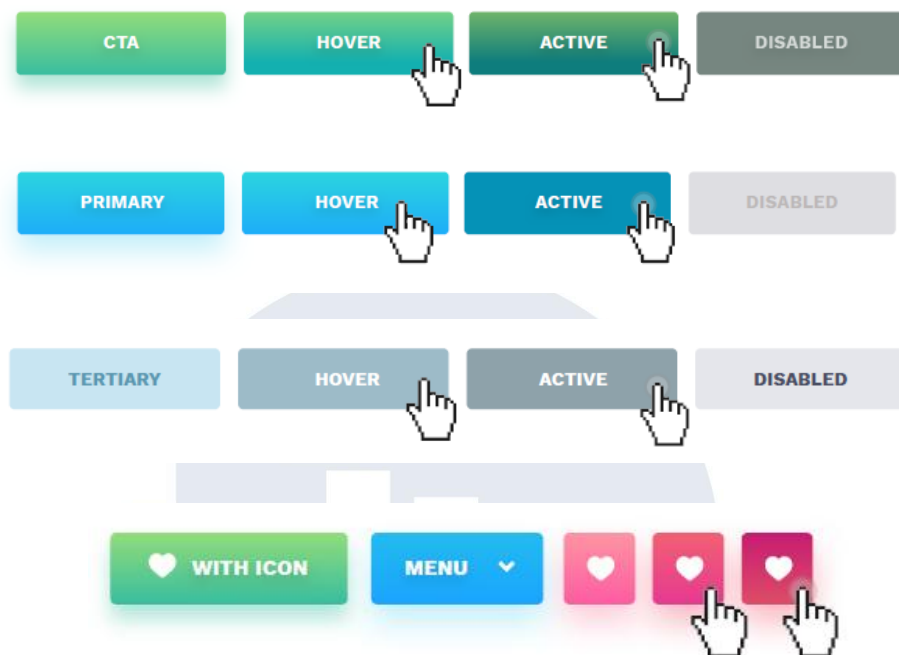 CTA HOVER ACTIVE DISABLED
PRIMARY HOVER ACTIVE DISABLED
TERTIARY HOVER ACTIVE DISABLED
WITH ICON MENU